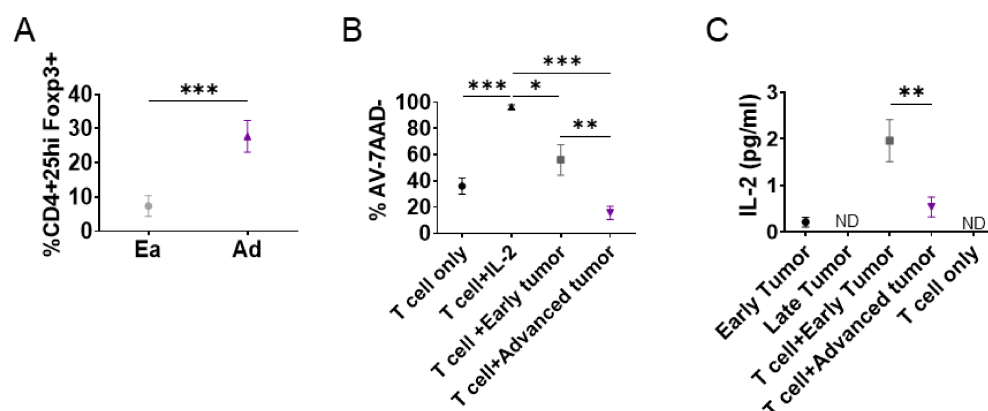 A
%CD4+25hi Foxp3+
40
30
20
10
0
***
Ea
Ad
B
% AV-7AAD-
100
80
60
40
20
0
***
***
*
**
T cell only
T cell+IL-2
T cell +Early tumor
T cell+Advanced tumor
C
IL-2 (pg/ml)
3
2
1
0
**
ND
ND
Early Tumor
Late Tumor
T cell+Early Tumor
T cell+Advanced tumor
T cell only